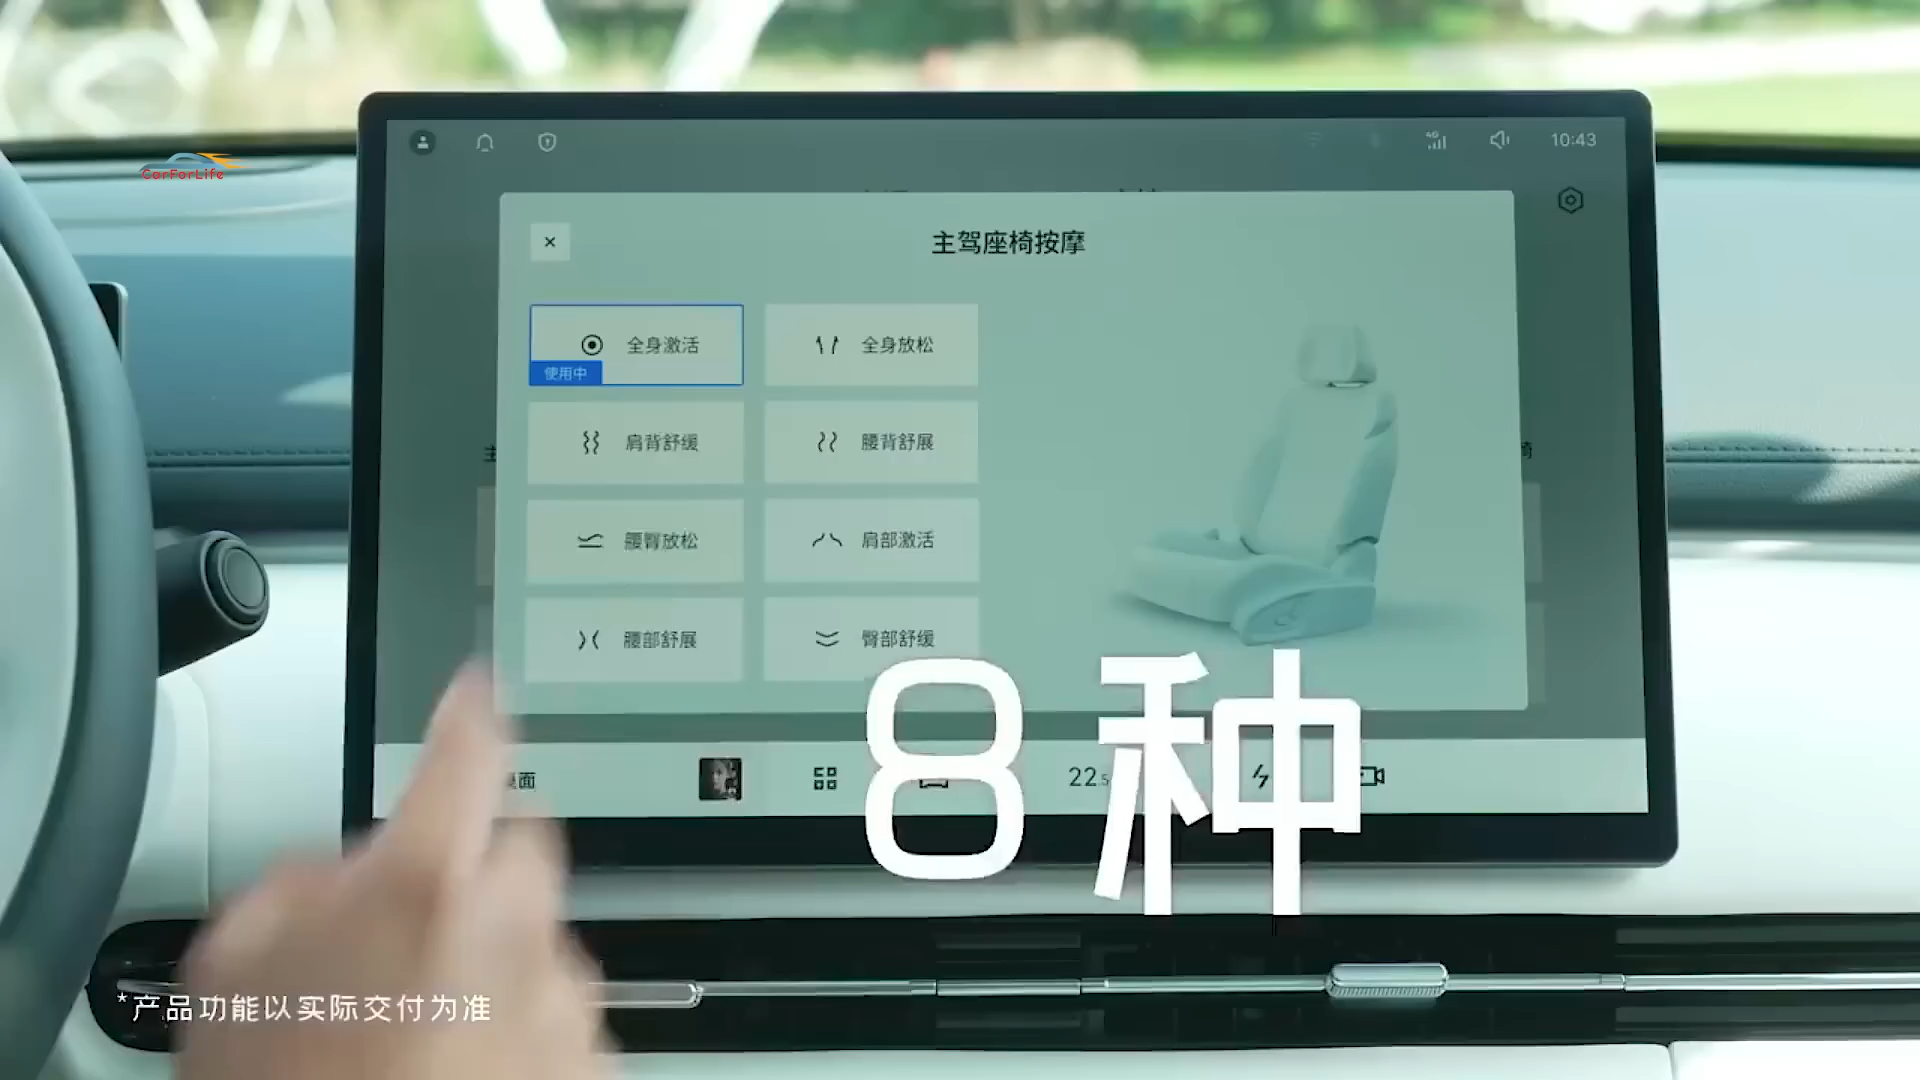 10:43
CarForLife
主驾座椅按摩
全身激活
全身放松
使用中
肩背舒缓
腰背舒展
腰臀放松
肩部激活
腰部舒展
臀部舒缓
8种
面
22.5
*产品功能以实际交付为准